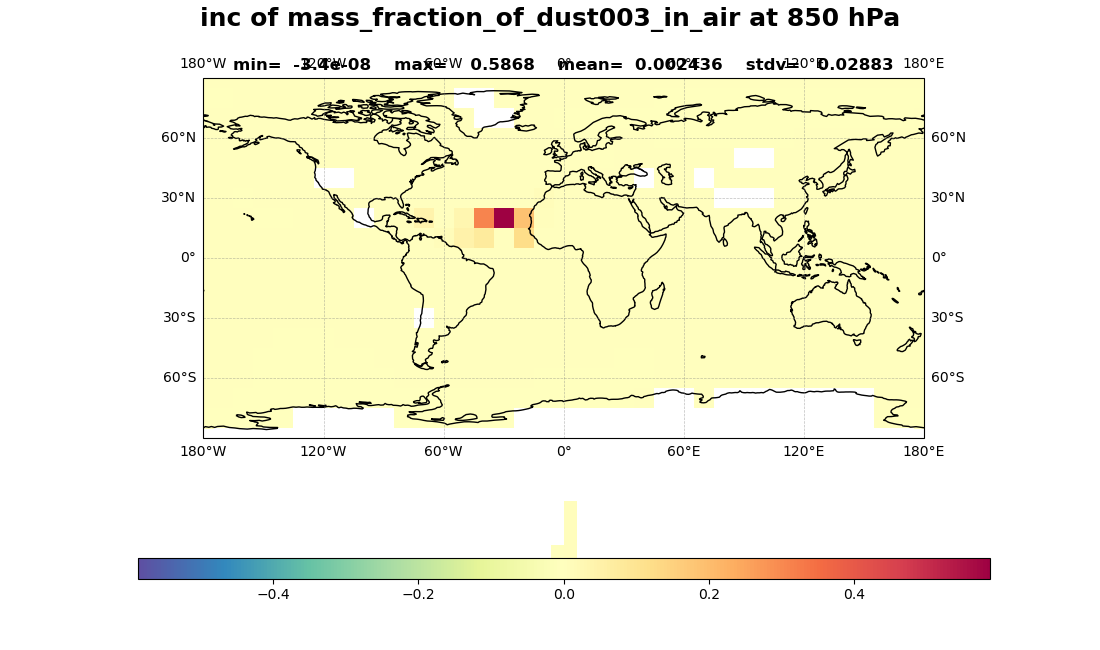 inc of mass_fraction_of_dust003_in_air at 850 hPa
min= -3.4e-08 max= 0.5868 mean= 0.002436 stdv= 0.02883
180°W 120°W 60°W 0° 60°E 120°E 180°E
60°N 60°N
30°N 30°N
0° 0°
30°S 30°S
60°S 60°S
180°W 120°W 60°W 0° 60°E 120°E 180°E
−0.4 −0.2 0.0 0.2 0.4